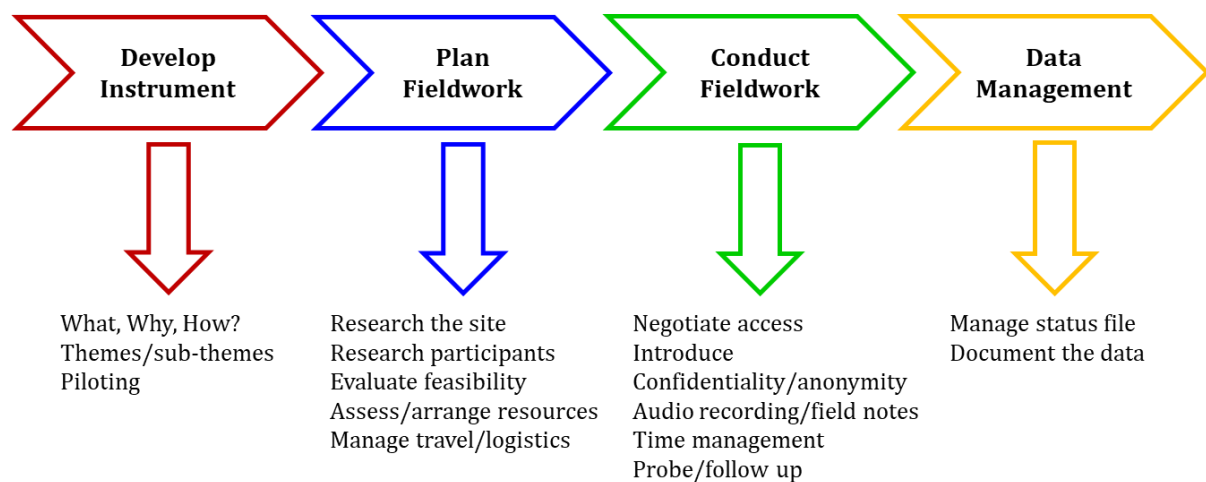 Develop
Instrument
Plan
Fieldwork
Conduct
Fieldwork
Data
Management
What, Why, How?
Themes/sub-themes
Piloting
Research the site
Research participants
Evaluate feasibility
Assess/arrange resources
Manage travel/logistics
Negotiate access
Introduce
Confidentiality/anonymity
Audio recording/field notes
Time management
Probe/follow up
Manage status file
Document the data